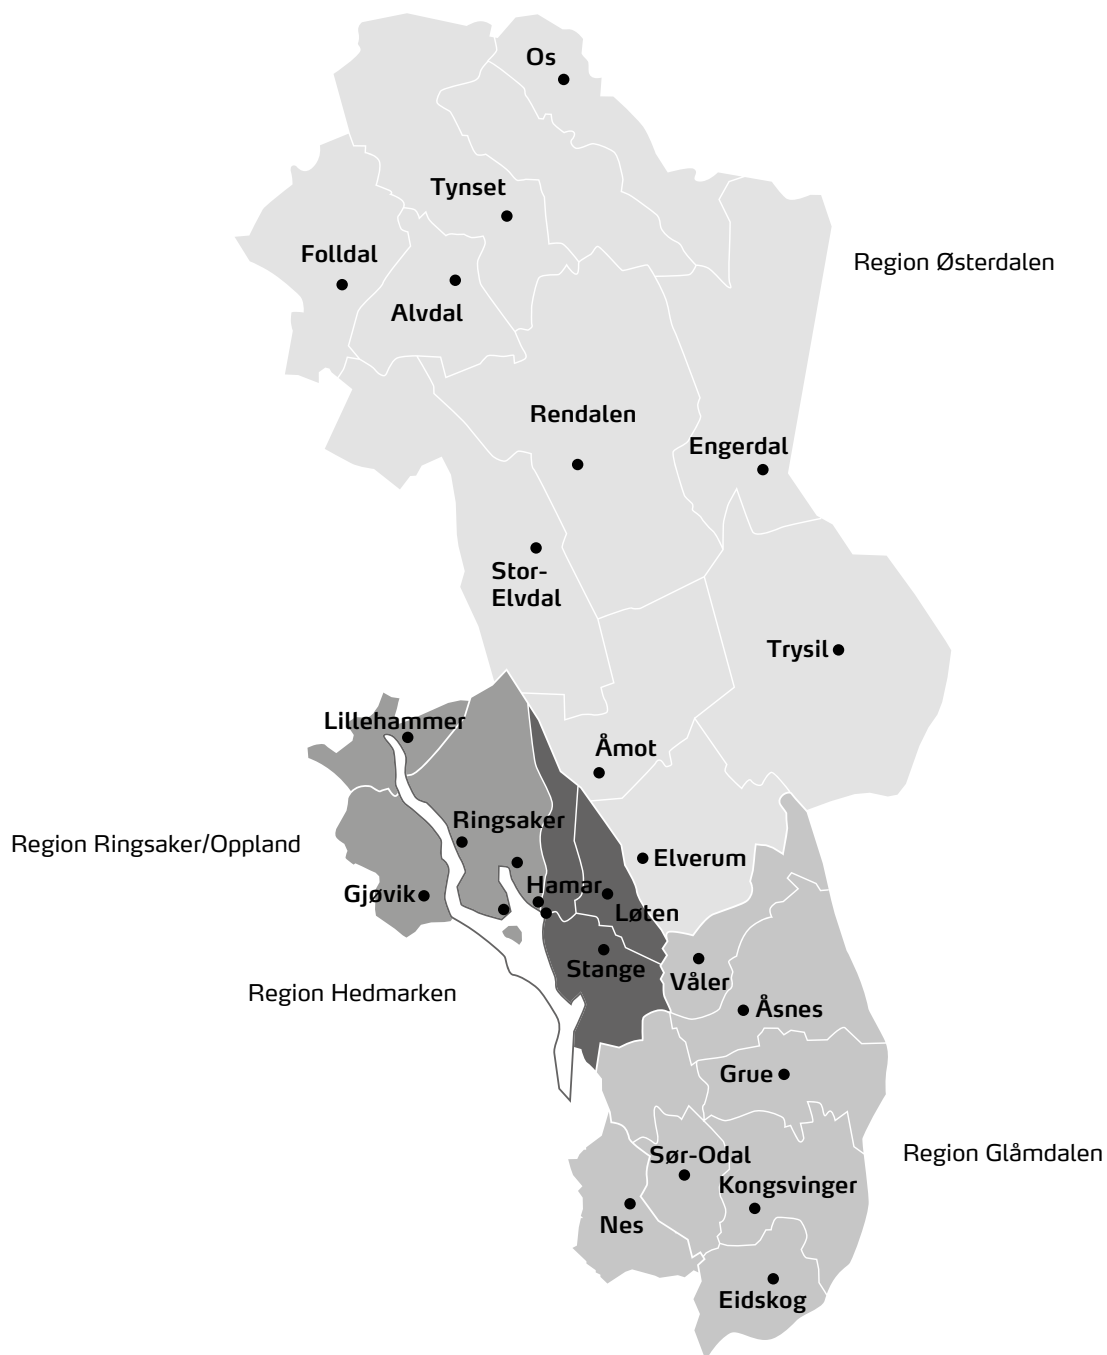 Os
Tynset
Folldal
Region Østerdalen
Alvdal
Rendalen
Engerdal
Stor-
Elvdal
Trysil
Lillehammer
Åmot
Ringsaker
Region Ringsaker/Oppland
Elverum
Hamar
Gjøvik
Løten
Stange
Våler
Region Hedmarken
Åsnes
Grue
Region Glåmdalen
Sør-Odal
Kongsvinger
Nes
Eidskog